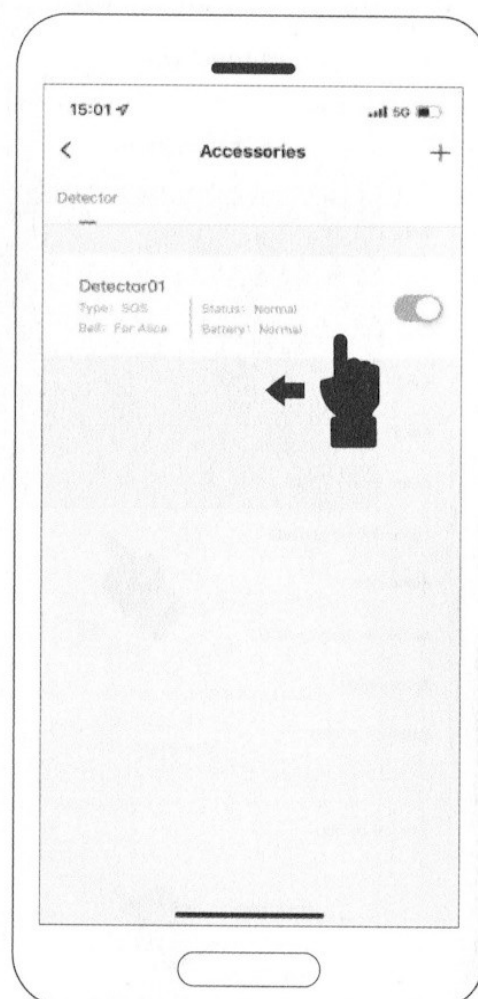 15:01
5G
Accessories
Detector
Detector01
Type: SOS
Status: Normal
Bell: For Alice
Battery: Normal